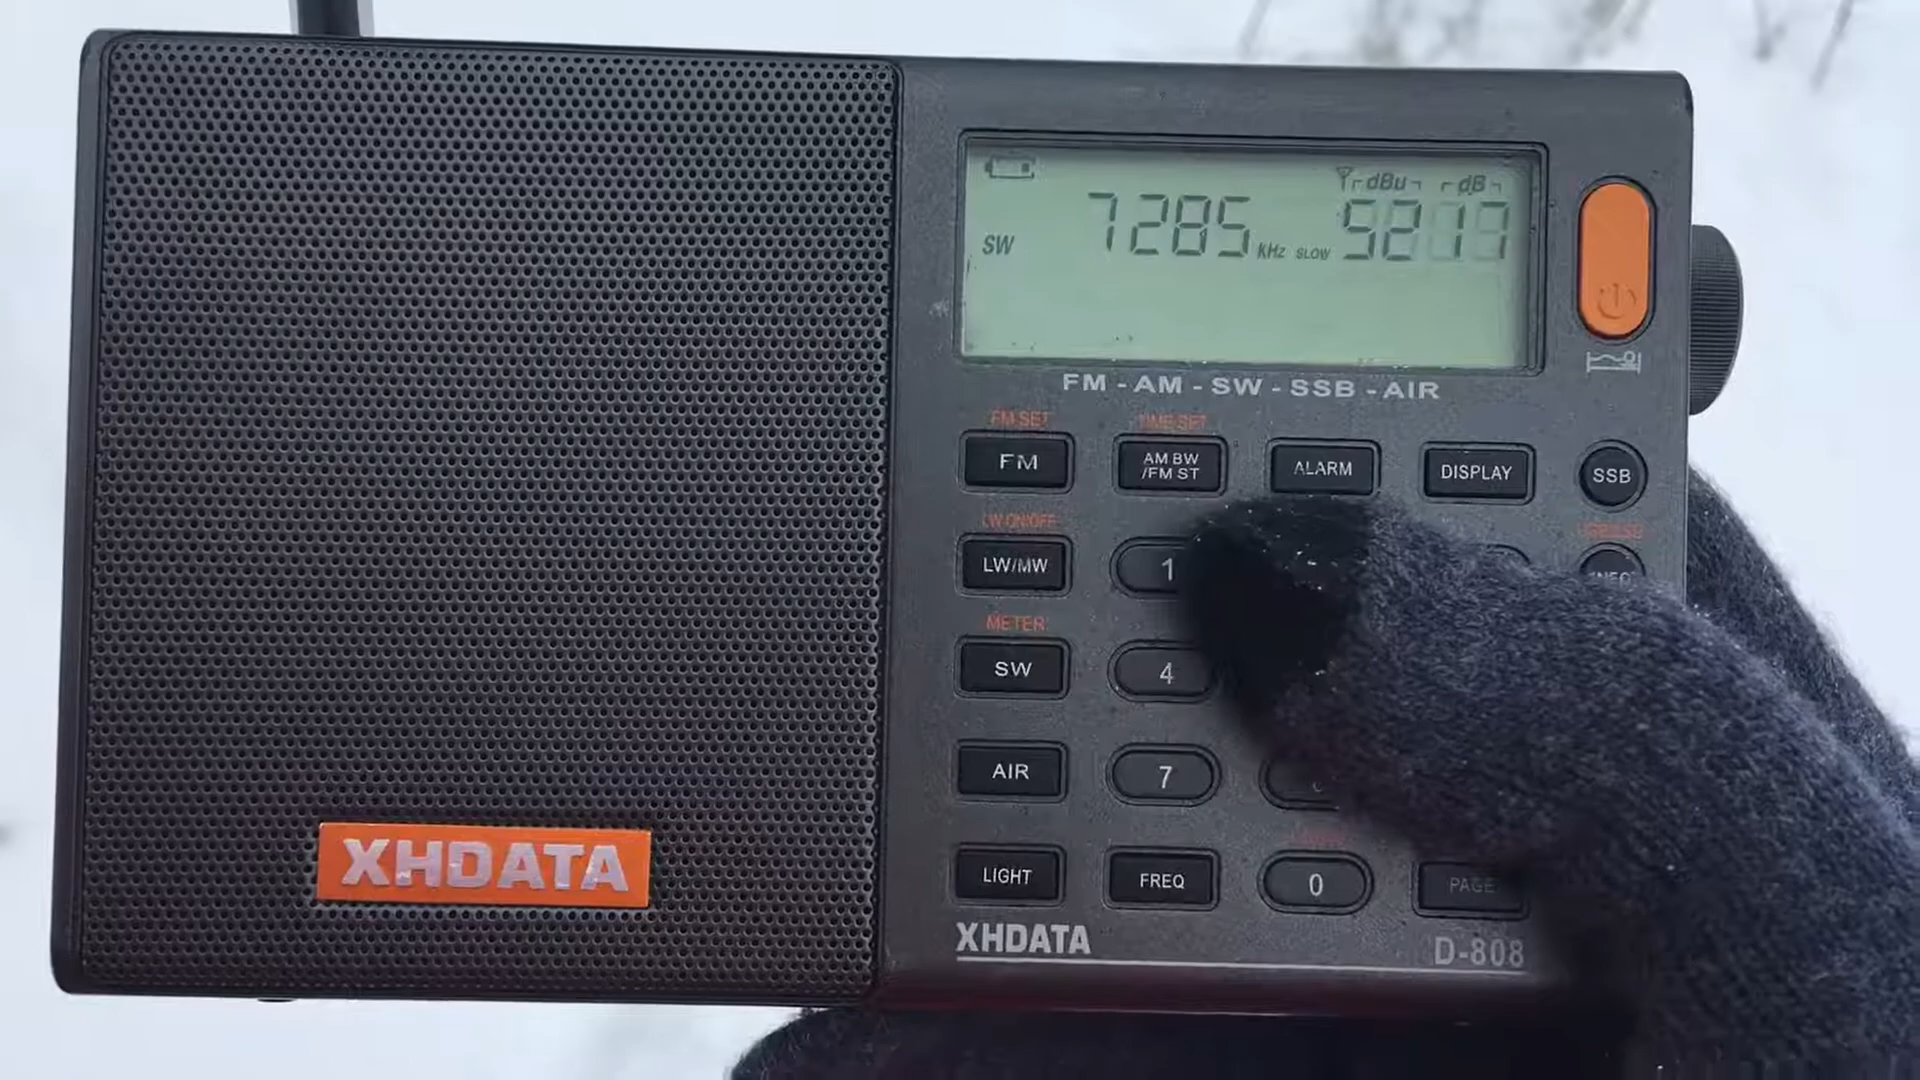 dBu dB
SW 7285 KHz SLOW
FM - AM - SW - SSB - AIR
FM SET TIME SET
FM AM BW /FM ST ALARM DISPLAY SSB
LW ON/OFF
LW/MW 1
METER
SW 4
AIR 7
LIGHT FREQ 0 PAGE
XHDATA
XHDATA D-808